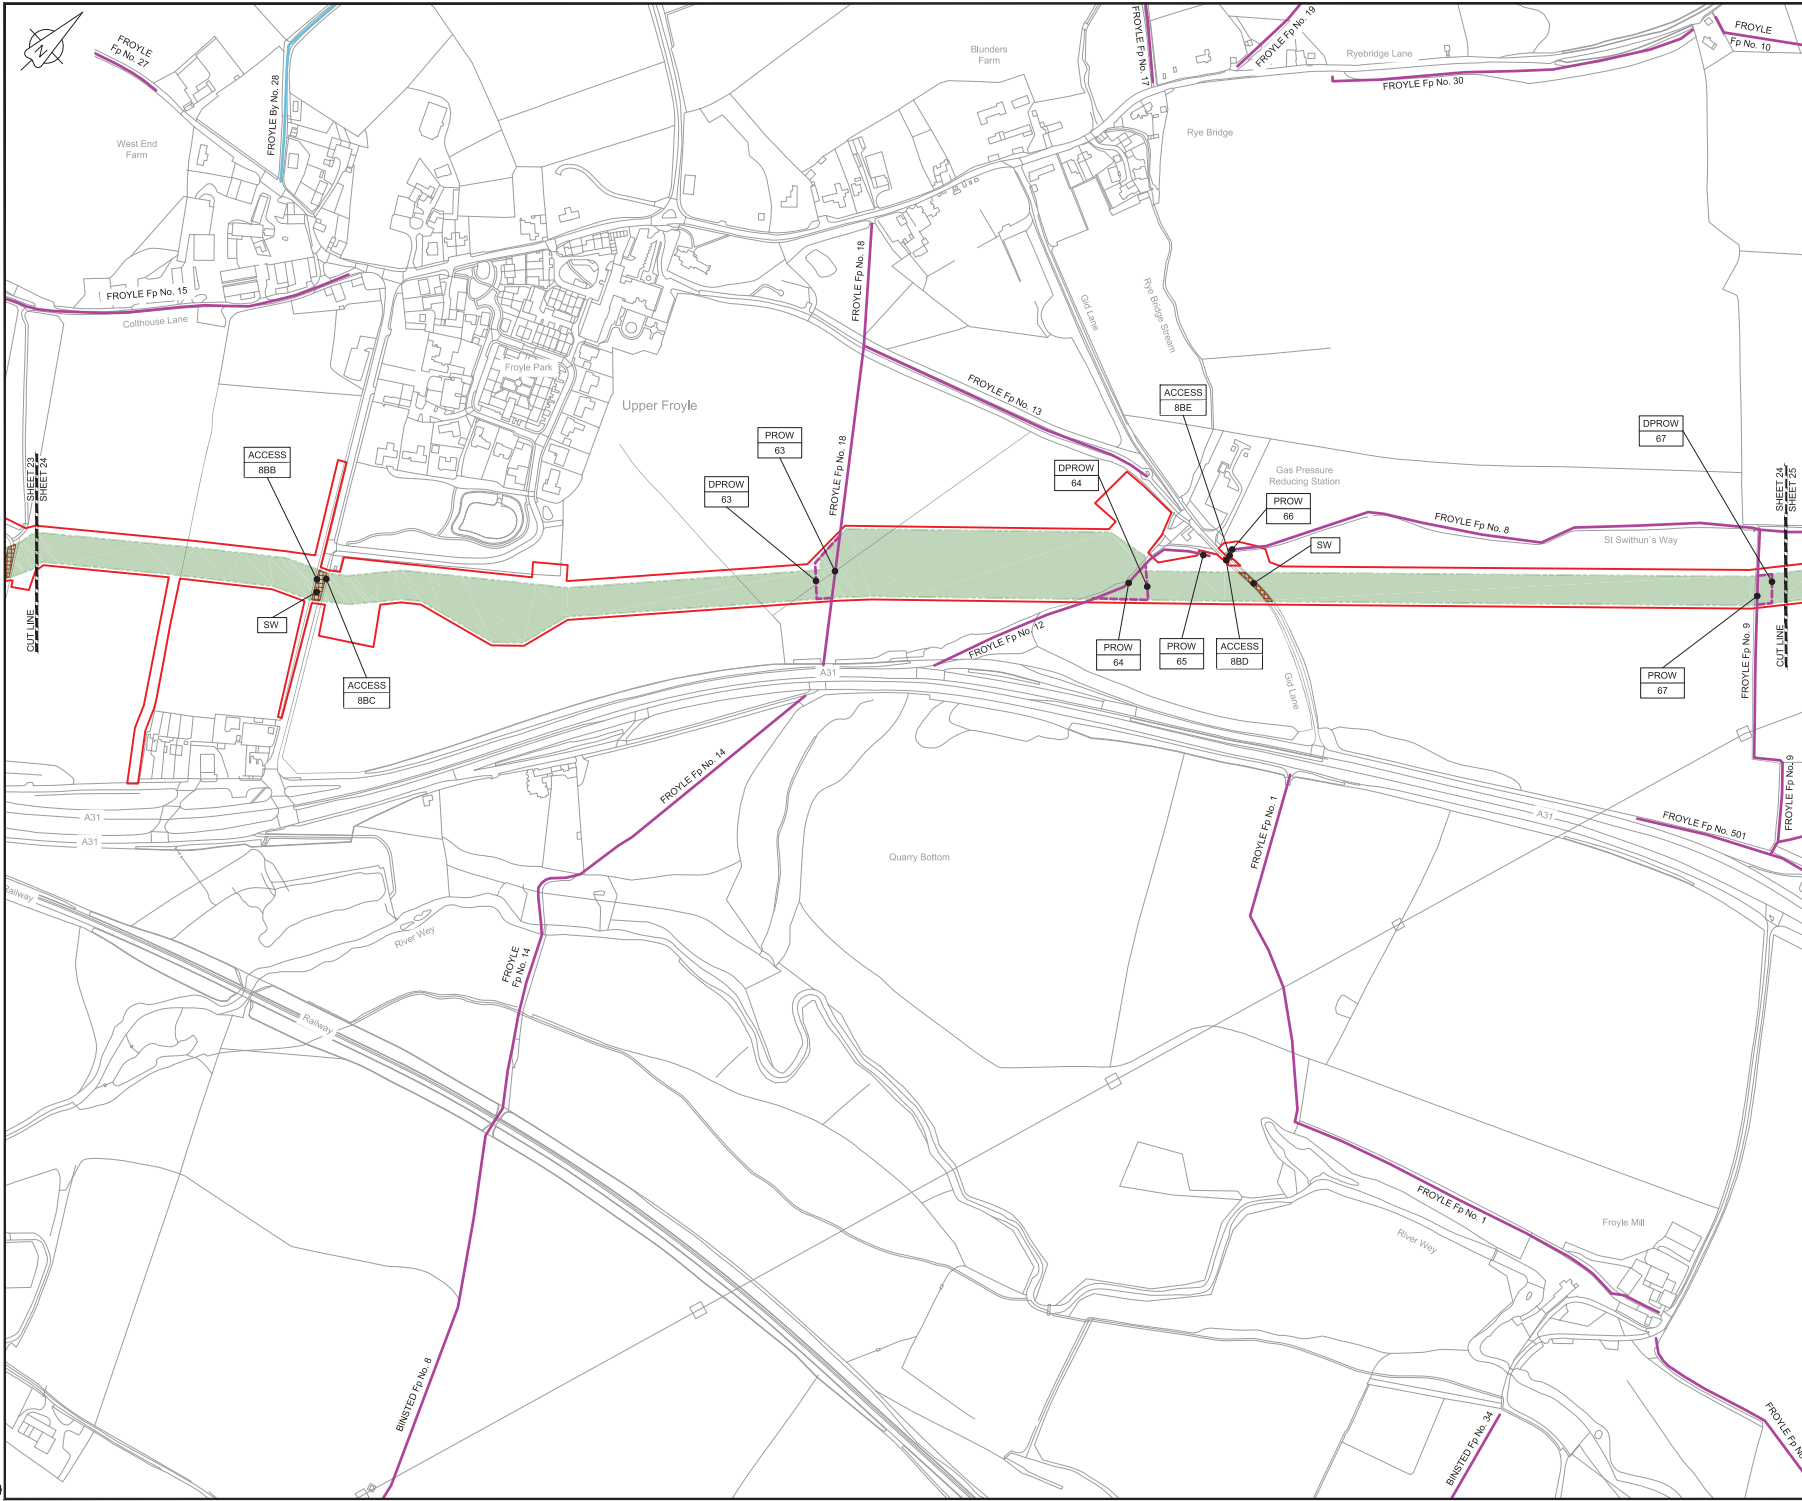 N
FROYLE
Fp No. 27
FROYLE By No. 28
West End
Farm
FROYLE Fp No. 15
Colthouse Lane
Froyle Park
Upper Froyle
Blunders
Farm
FROYLE Fp No. 17
FROYLE Fp No. 19
Ryebridge Lane
FROYLE Fp No. 30
FROYLE
Fp No. 10
Rye Bridge
FROYLE Fp No. 18
Gid Lane
Rye Bridge Stream
FROYLE Fp No. 13
ACCESS
8BE
Gas Pressure
Reducing Station
DPROW
67
SHEET 23
SHEET 24
CUT LINE
ACCESS
8BB
PROW
63
DPROW
63
FROYLE Fp No. 18
DPROW
64
PROW
66
SW
FROYLE Fp No. 8
St Swithun's Way
SHEET 24
SHEET 25
CUT LINE
SW
ACCESS
8BC
FROYLE Fp No. 12
PROW
64
PROW
65
ACCESS
8BD
Gid Lane
PROW
67
FROYLE Fp No. 9
A31
FROYLE Fp No. 14
FROYLE Fp No. 1
FROYLE Fp No. 9
A31
A31
A31
FROYLE Fp No. 501
Quarry Bottom
Railway
River Wey
FROYLE
Fp No. 14
Railway
FROYLE Fp No. 1
River Wey
Froyle Mill
BINSTED Fp No. 8
BINSTED Fp No. 34
FROYLE Fp